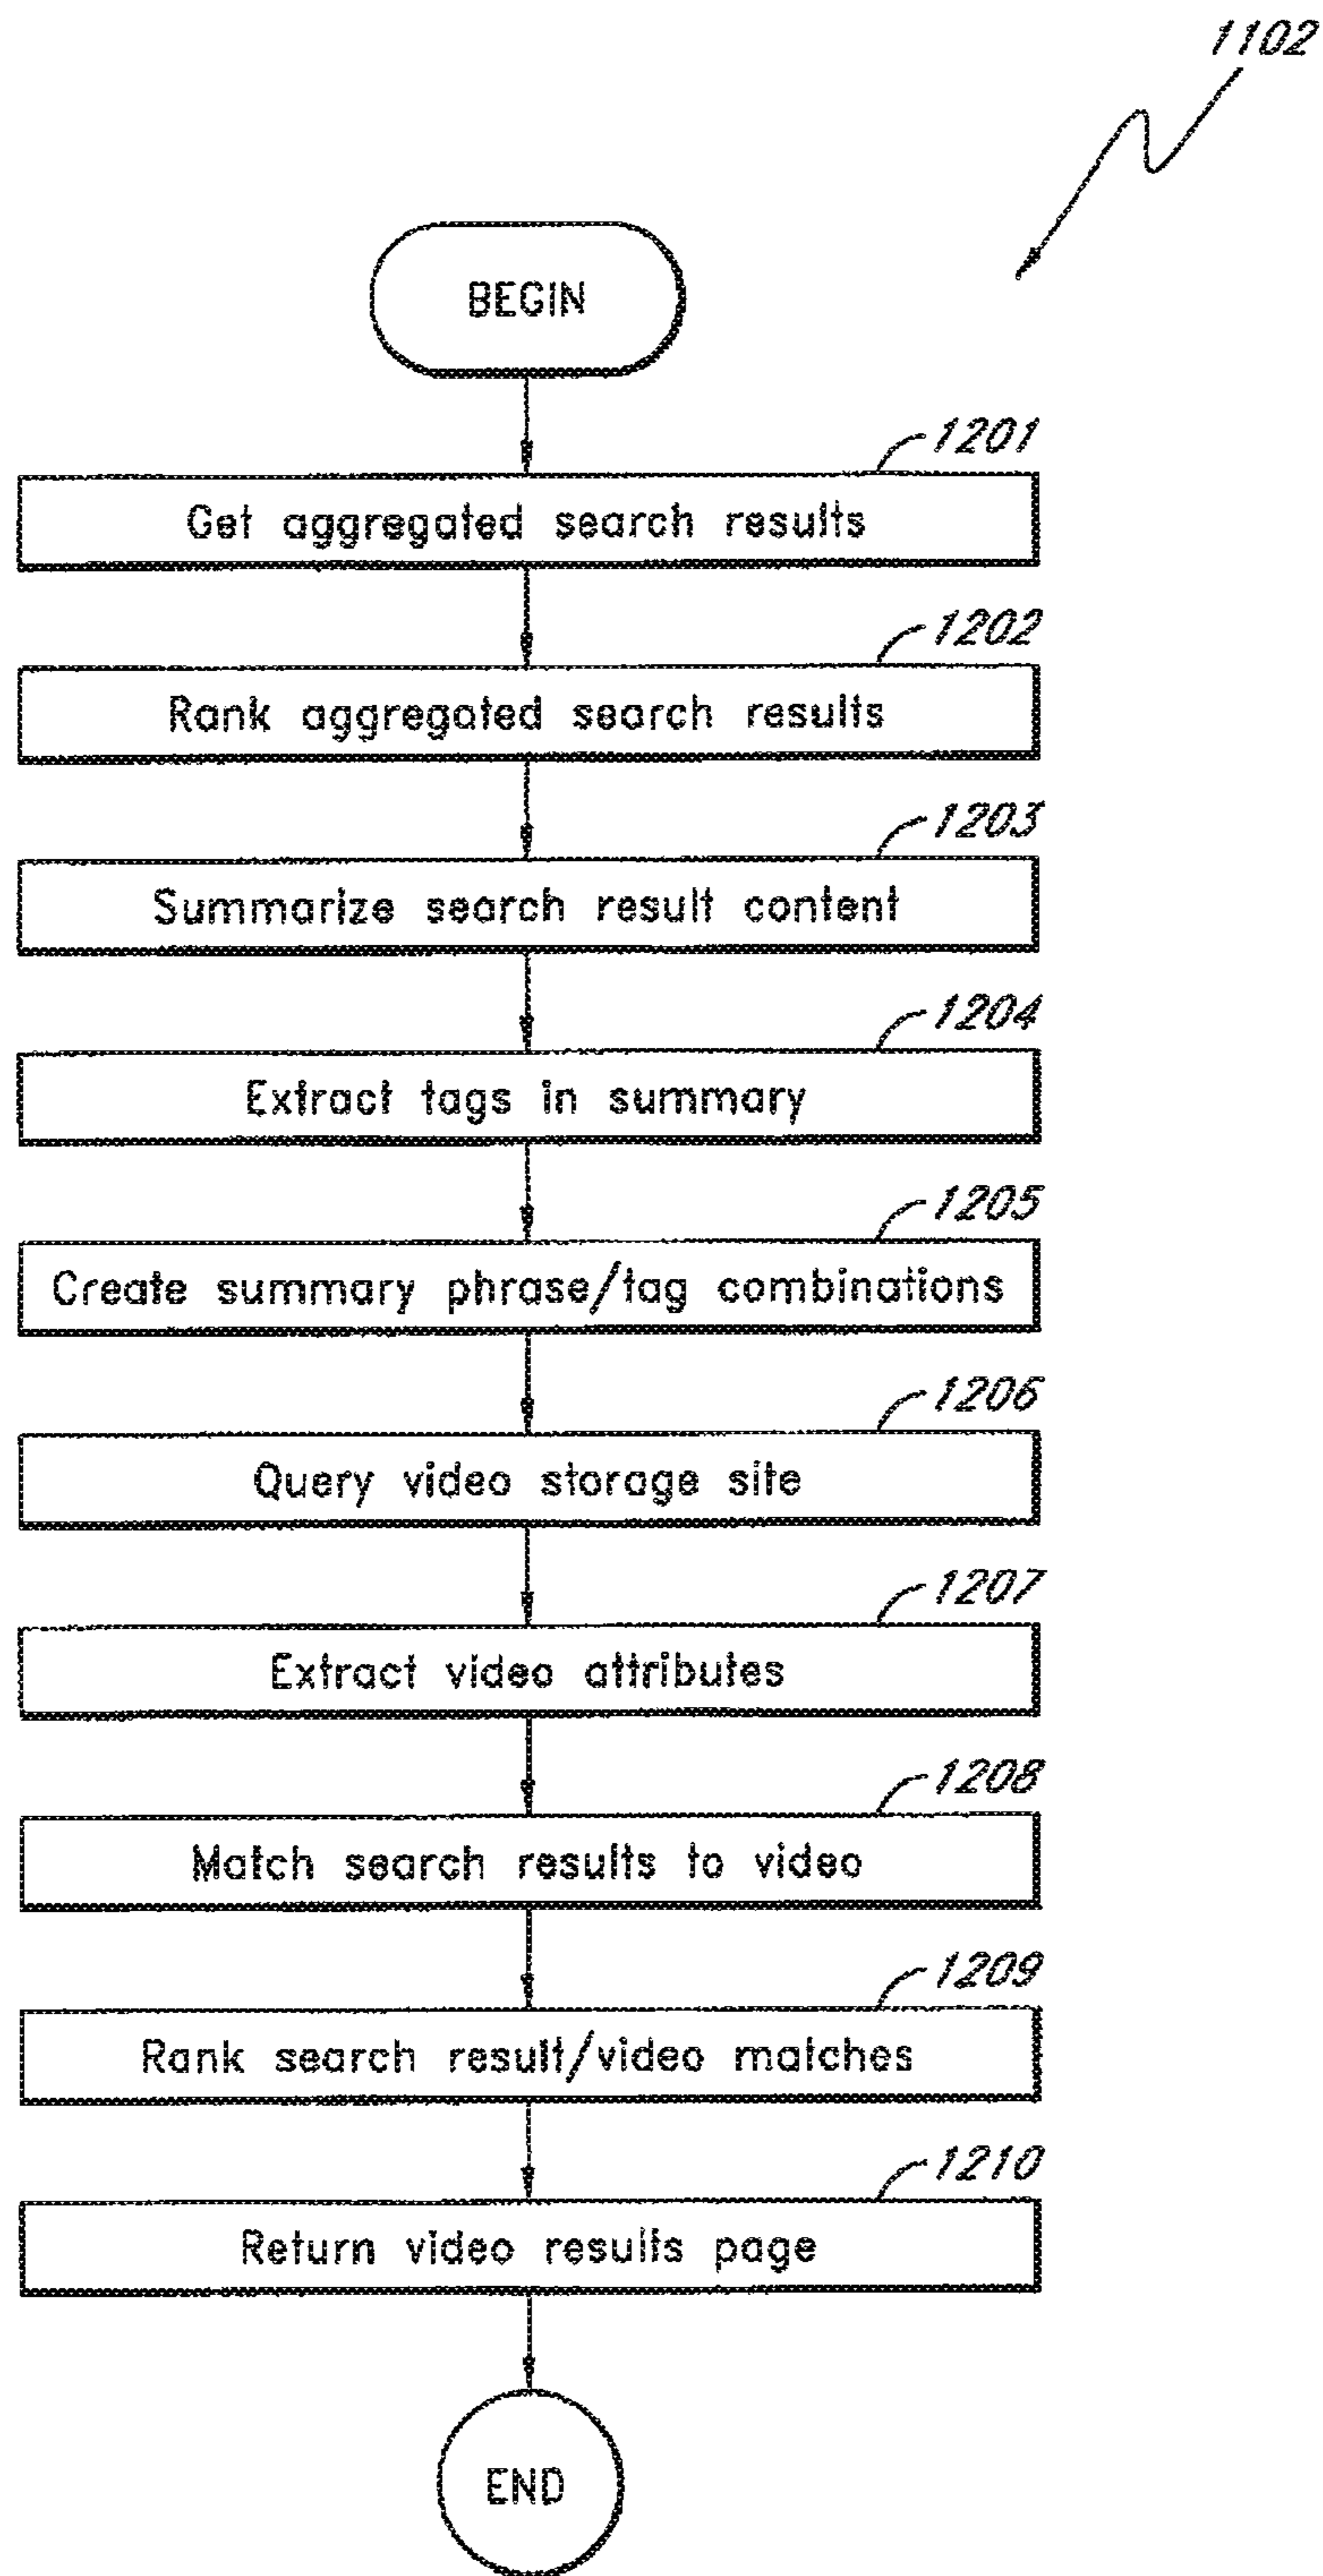 1102
BEGIN
1201
Get aggregated search results
1202
Rank aggregated search results
1203
Summarize search result content
1204
Extract tags in summary
1205
Create summary phrase/tag combinations
1206
Query video storage site
1207
Extract video attributes
1208
Match search results to video
1209
Rank search result/video matches
1210
Return video results page
END